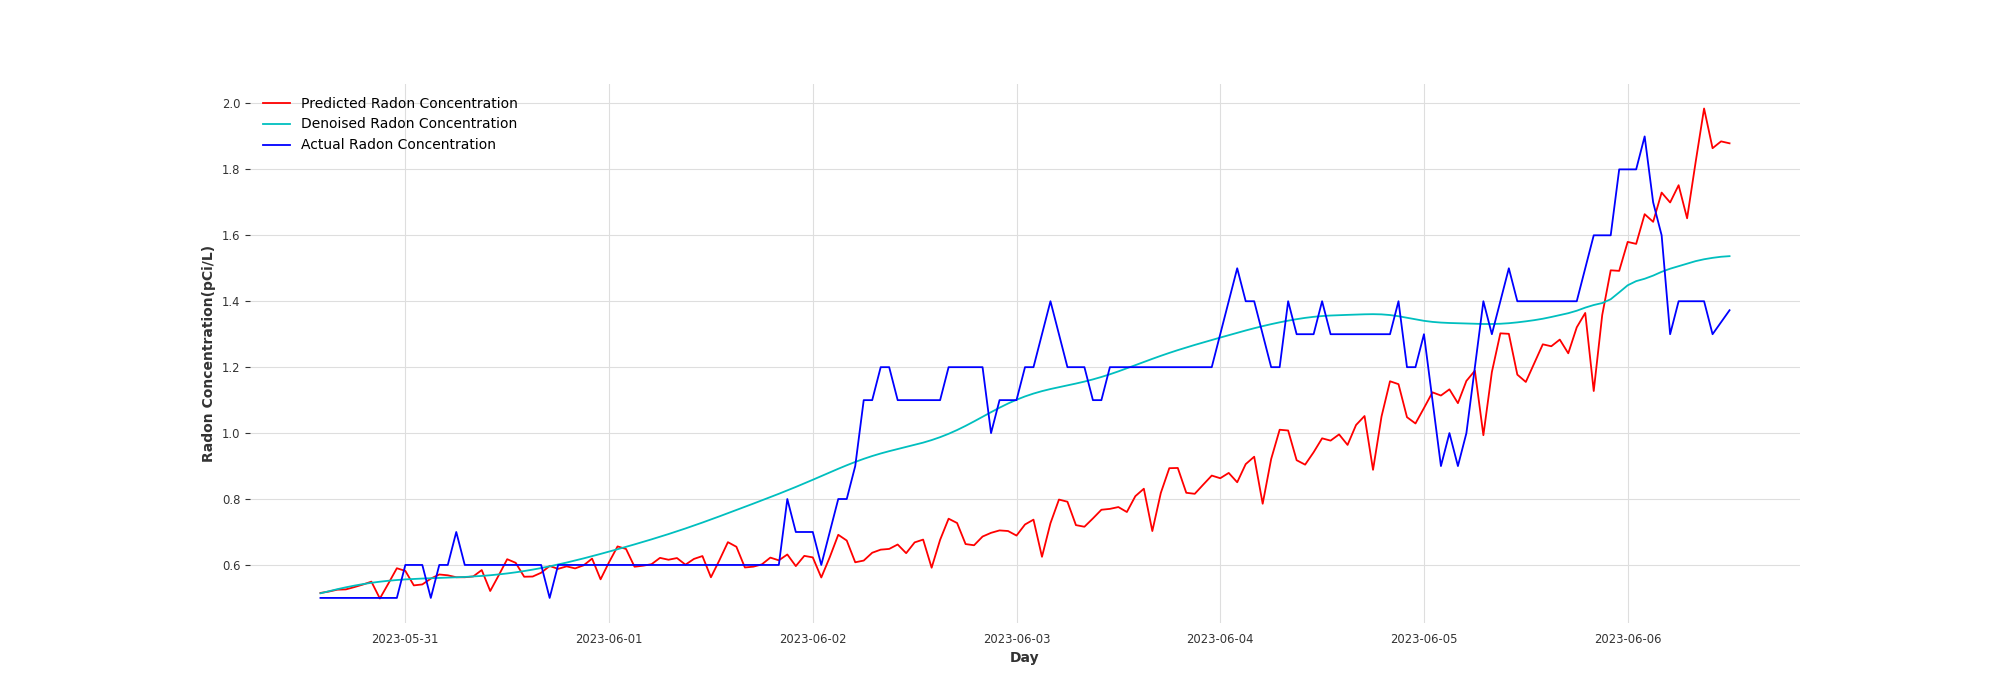 Predicted Radon Concentration
Denoised Radon Concentration
Actual Radon Concentration
2.0
1.8
1.6
1.4
1.2
1.0
0.8
0.6
Radon Concentration(pCi/L)
2023-05-31 2023-06-01 2023-06-02 2023-06-03 2023-06-04 2023-06-05 2023-06-06
Day